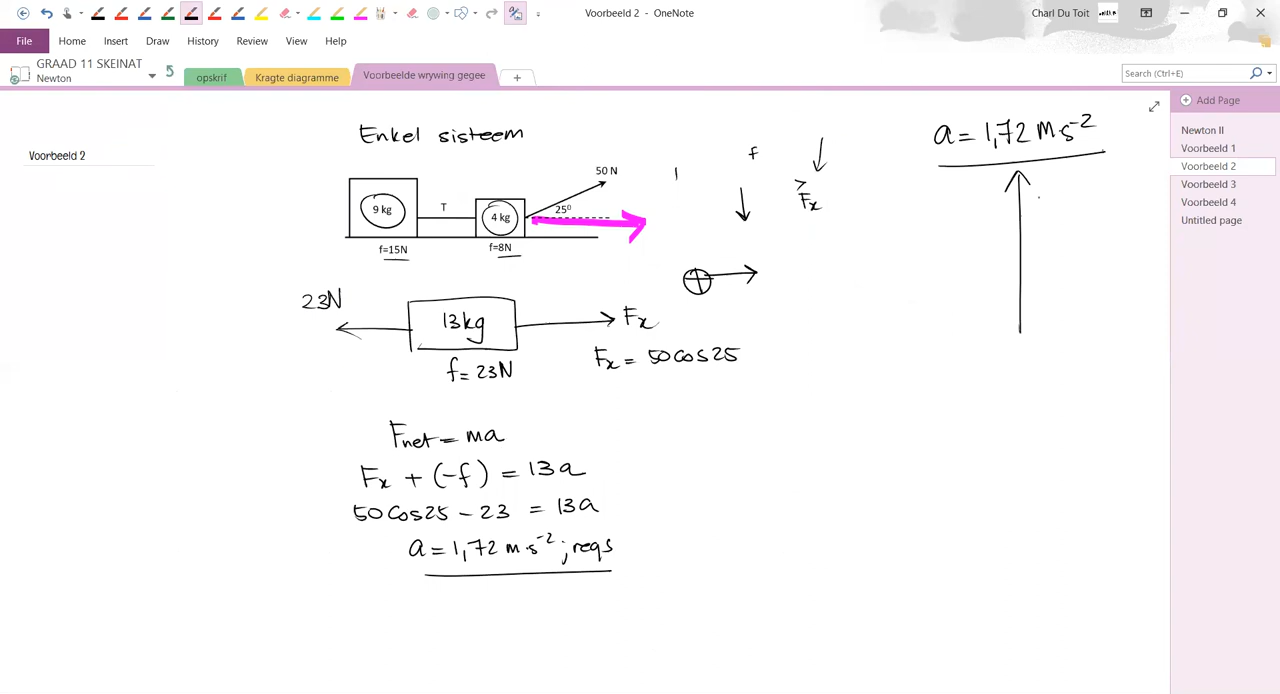 Voorbeeld 2 - OneNote
Charl Du Toit
File Home Insert Draw History Review View Help
GRAAD 11 SKEINAT
Newton
opskrif
Kragte diagramme
Voorbeelde wrywing gegee
Search (Ctrl+E)
Add Page
Newton II
Voorbeeld 1
Voorbeeld 2
Voorbeeld 3
Voorbeeld 4
Untitled page
Voorbeeld 2
Enkel sisteem
a = 1,72 m·s⁻²
50 N
f
Fx
9 kg
T
4 kg
25⁰
f=15N
f=8N
23N
13kg
Fx
f = 23N
Fx = 50cos25
Fnet = ma
Fx + (-f) = 13a
50cos25 - 23 = 13a
a = 1,72 m·s⁻²; regs